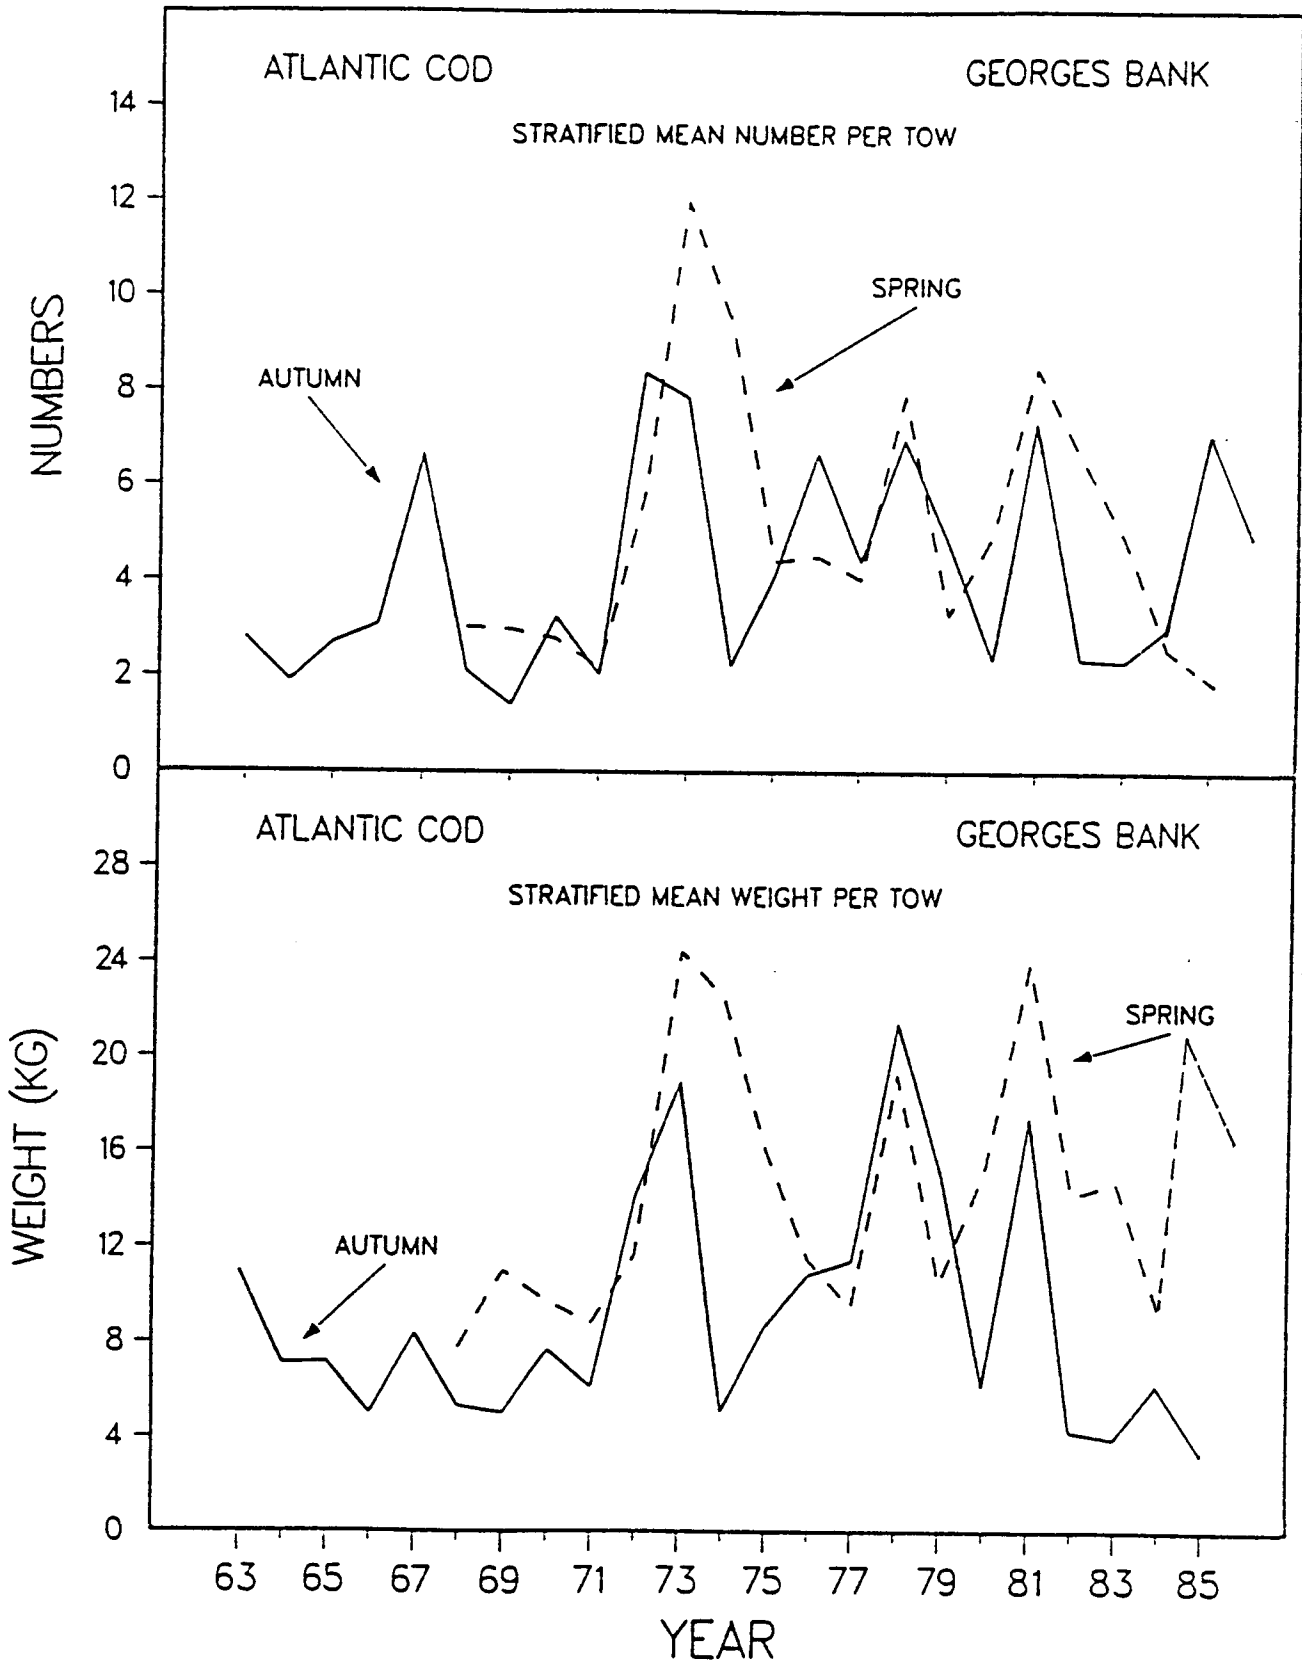 ATLANTIC COD GEORGES BANK
STRATIFIED MEAN NUMBER PER TOW
14
12
10
8
6
4
2
0
NUMBERS
SPRING
AUTUMN
ATLANTIC COD GEORGES BANK
STRATIFIED MEAN WEIGHT PER TOW
28
24
20
16
12
8
4
0
WEIGHT (KG)
SPRING
AUTUMN
63 65 67 69 71 73 75 77 79 81 83 85
YEAR